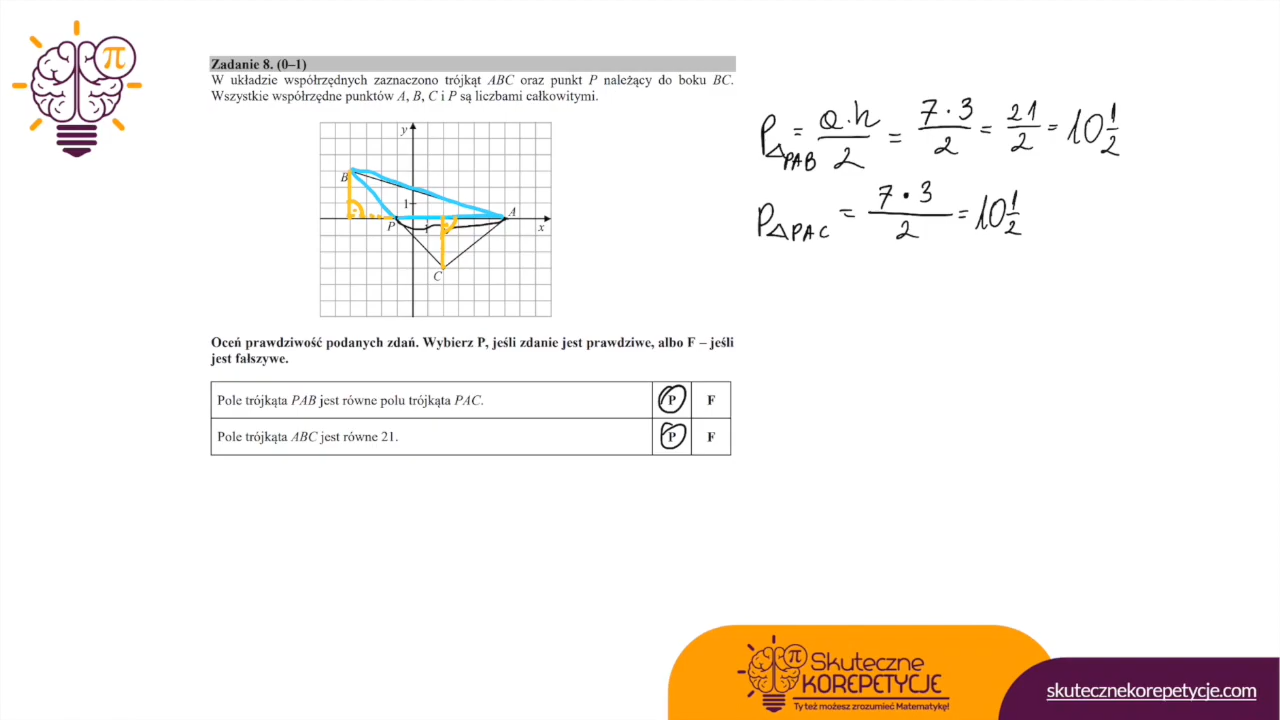 π
Zadanie 8. (0–1)
W układzie współrzędnych zaznaczono trójkąt ABC oraz punkt P należący do boku BC.
Wszystkie współrzędne punktów A, B, C i P są liczbami całkowitymi.
y
B
1
A
P
1
x
C
P△PAB = a·h/2 = 7·3/2 = 21/2 = 10 1/2
P△PAC = 7·3/2 = 10 1/2
Oceń prawdziwość podanych zdań. Wybierz P, jeśli zdanie jest prawdziwe, albo F – jeśli
jest fałszywe.
Pole trójkąta PAB jest równe polu trójkąta PAC. P F
Pole trójkąta ABC jest równe 21. P F
π
Skuteczne
KOREPETYCJE
Ty też możesz zrozumieć Matematykę!
skutecznekorepetycje.com